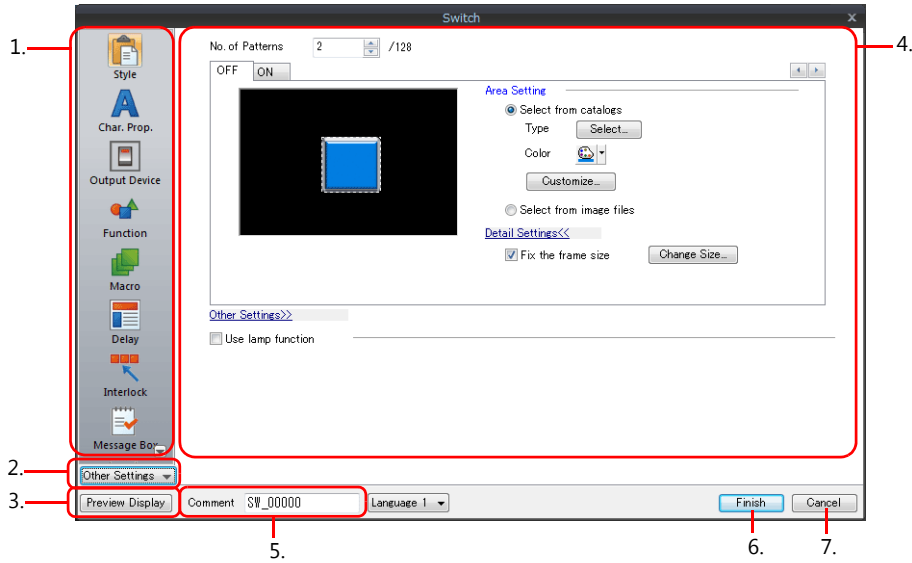 Switch
x
1.
4.
Style
Char. Prop.
Output Device
Function
Macro
Delay
Interlock
Message Box
No. of Patterns 2 /128
OFF ON
Area Setting
Select from catalogs
Type Select...
Color
Customize...
Select from image files
Detail Settings<<
Fix the frame size Change Size...
Other Settings>>
Use lamp function
2.
Other Settings
3.
Preview Display Comment SW_00000 Language 1 Finish Cancel
5.
6.
7.